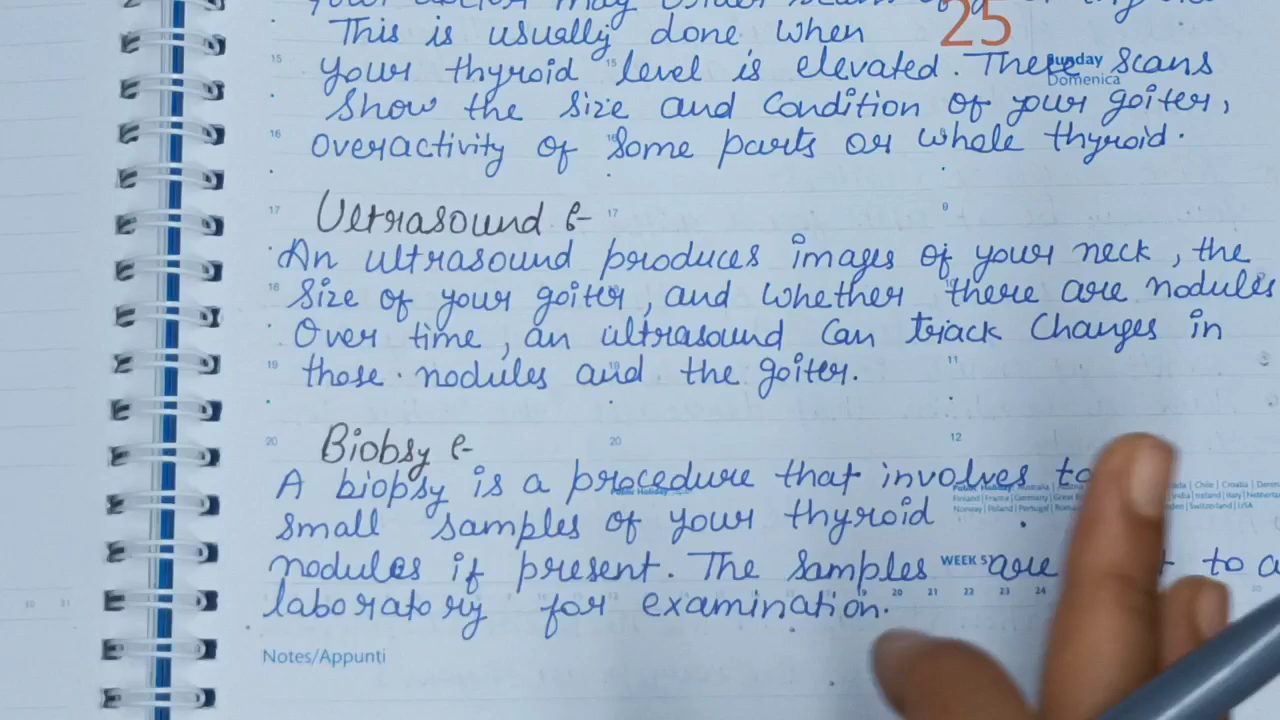 This is usually done when 25
your thyroid level is elevated. These scans
Sunday
Domenica
show the size and condition of your goiter,
overactivity of some parts or whole thyroid.
Ultrasound :-
An ultrasound produces images of your neck, the
size of your goiter, and whether there are nodules
Over time, an ultrasound can track changes in
those. nodules and the goiter.
Biobsy :-
A biopsy is a procedure that involves
small samples of your thyroid
nodules if present. The samples are to a
WEEK 5
laboratory for examination.
Notes/Appunti